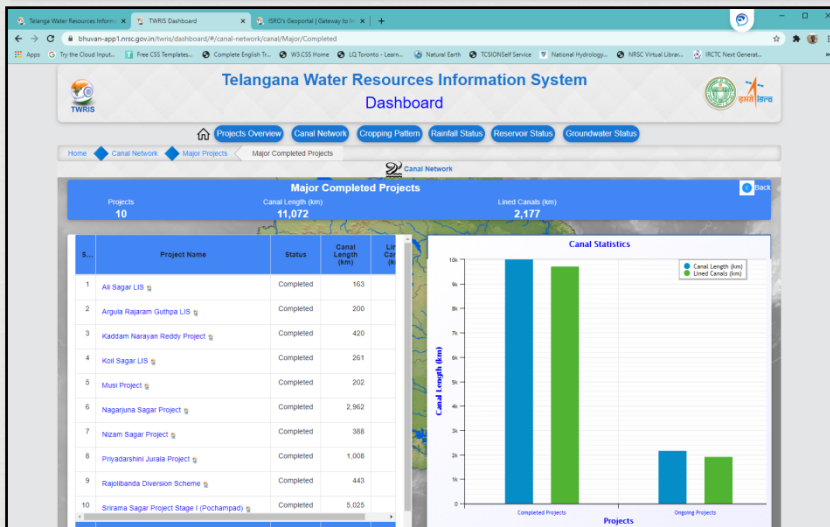 Telanga Water Resources Inform
TWRIS Dashboard
ISRO's Geoportal | Gateway to In
bhuvan-app1.nrsc.gov.in/twris/dashboard/#/canal-network/canal/Major/Completed
Apps
Try the Cloud Input...
Free CSS Templates...
Complete English Tr...
W3.CSS Home
LQ Toronto - Learn...
Natural Earth
TCSIONSelfService
National Hydrology...
NRSC Virtual Librar...
IRCTC Next Generat...
Telangana Water Resources Information System
Dashboard
TWRIS
इसरो isro
Projects Overview
Canal Network
Cropping Pattern
Rainfall Status
Reservoir Status
Groundwater Status
Home
Canal Network
Major Projects
Major Completed Projects
Canal Network
Major Completed Projects
Back
Projects
Canal Length (km)
Lined Canals (km)
10
11,072
2,177
S...
Project Name
Status
Canal Length (km)
1 Ali Sagar LIS Completed 163
2 Argula Rajaram Guthpa LIS Completed 200
3 Kaddam Narayan Reddy Project Completed 420
4 Koil Sagar LIS Completed 261
5 Musi Project Completed 202
6 Nagarjuna Sagar Project Completed 2,962
7 Nizam Sagar Project Completed 388
8 Priyadarshini Jurala Project Completed 1,008
9 Rajolibanda Diversion Scheme Completed 443
10 Srirama Sagar Project Stage I (Pochampad) Completed 5,025
Canal Statistics
Canal Length (km)
Lined Canals (km)
Canal Length (km)
10k
9k
8k
7k
6k
5k
4k
3k
2k
1k
0
Completed Projects
Ongoing Projects
Projects